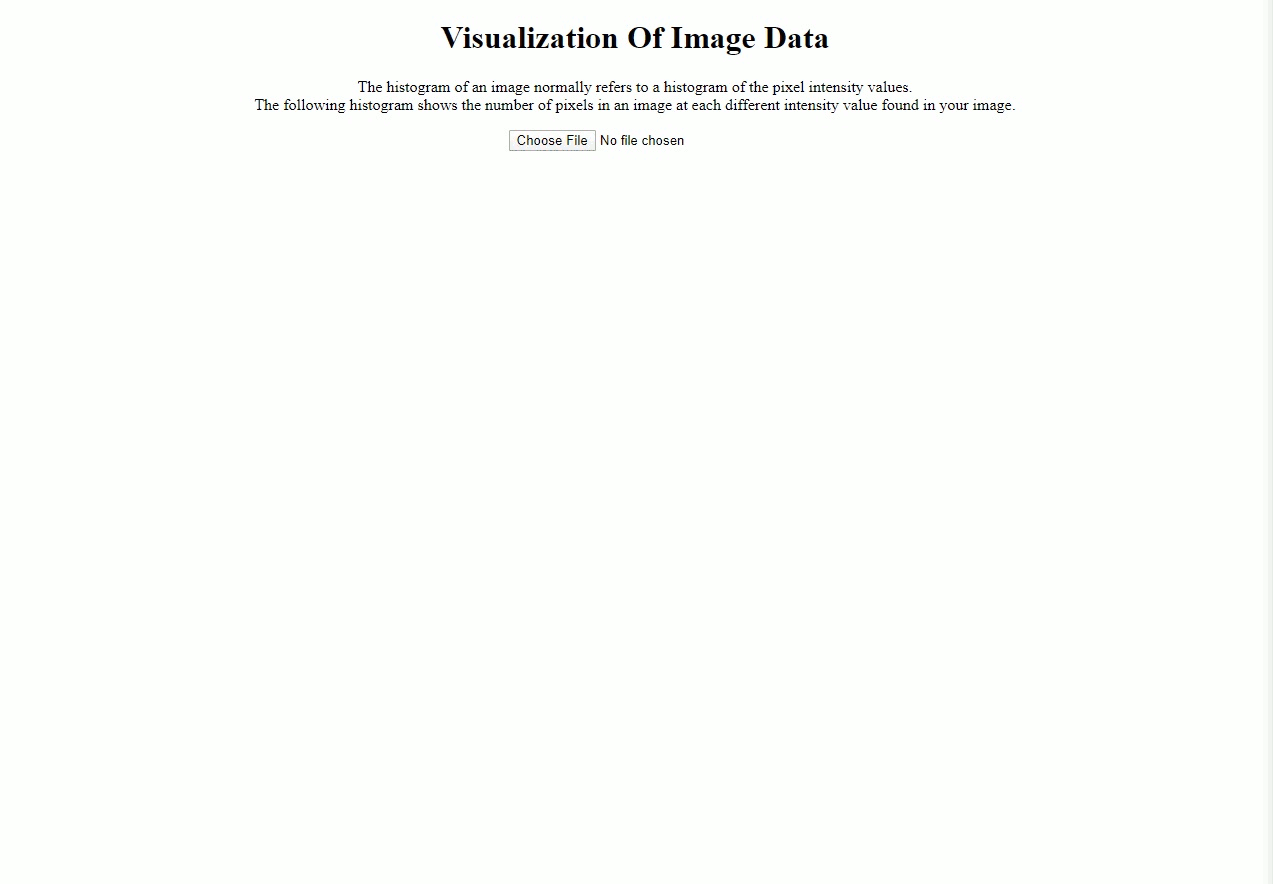 Visualization Of Image Data
The histogram of an image normally refers to a histogram of the pixel intensity values.
The following histogram shows the number of pixels in an image at each different intensity value found in your image.
Choose File No file chosen